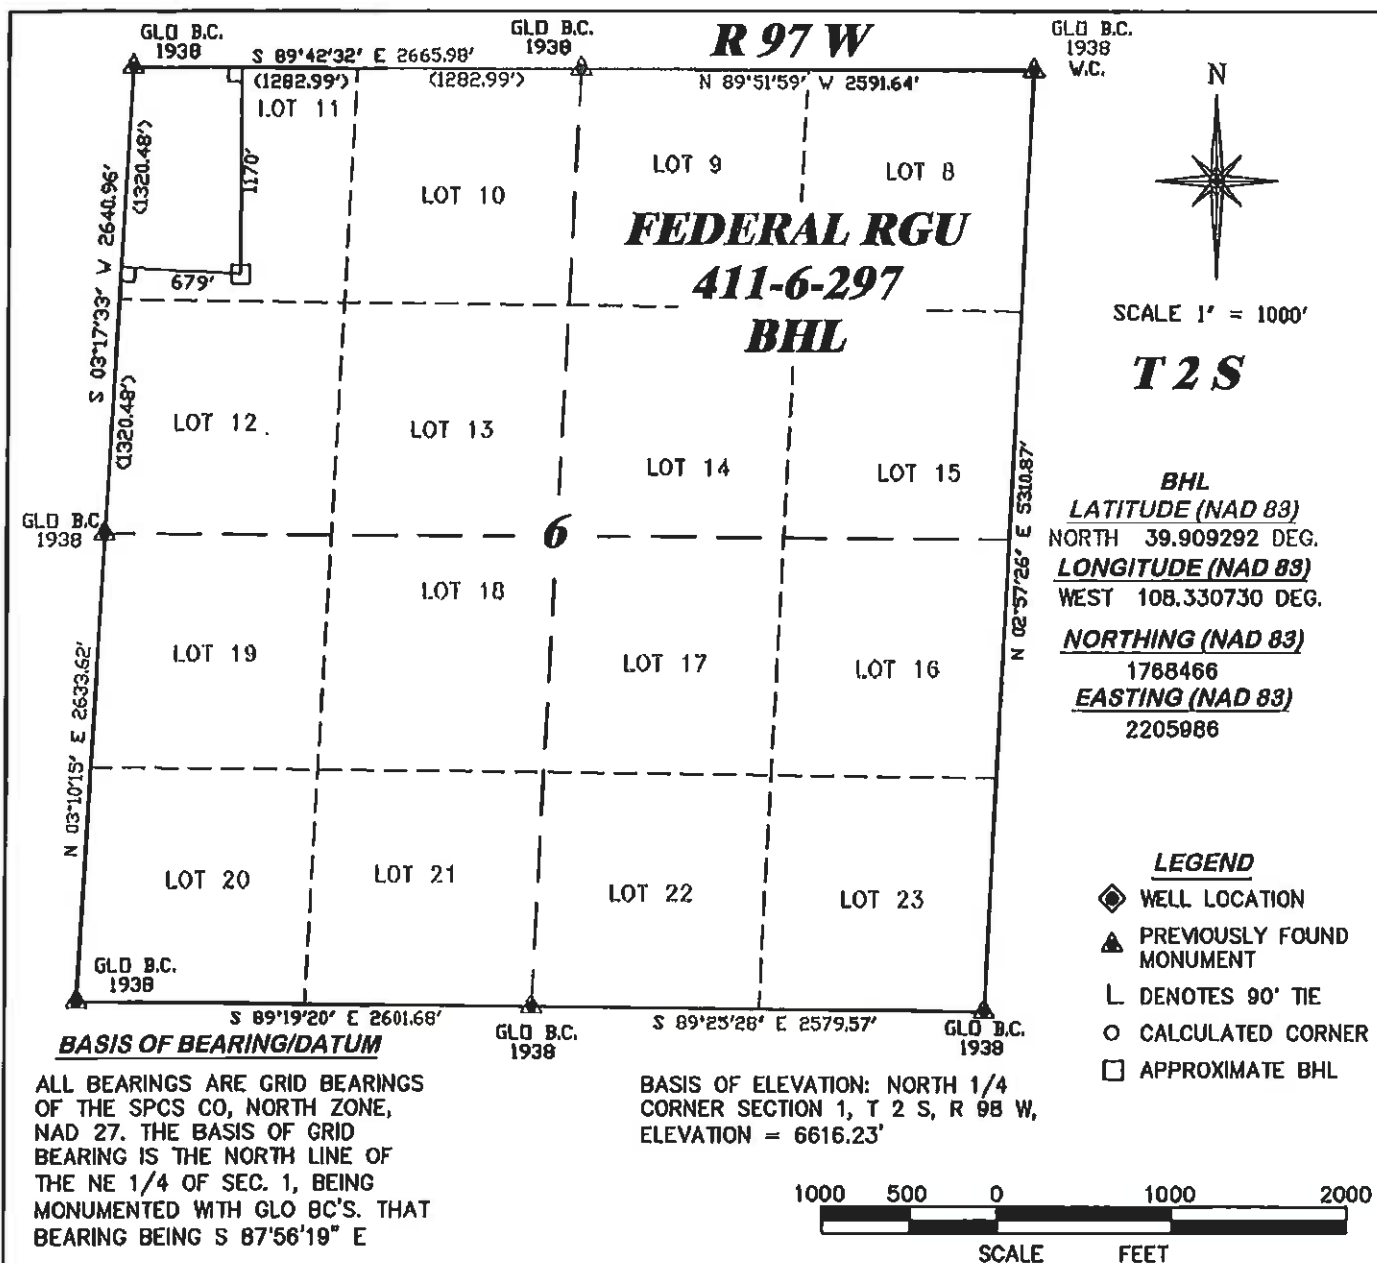 GLO B.C.
1938
GLO B.C.
1938
R 97 W
GLO B.C.
1938
W.C.
S 89°42'32" E 2665.98'
(1282.99')
(1282.99')
N 89°51'59" W 2591.64'
N
LOT 11
(1320.48')
1170'
S 03°17'33" W 2640.96'
679'
LOT 10
LOT 9
LOT 8
FEDERAL RGU
411-6-297
BHL
SCALE 1" = 1000'
T 2 S
(1320.48')
LOT 12
LOT 13
LOT 14
LOT 15
N 02°57'26" E 5310.87'
BHL
LATITUDE (NAD 83)
NORTH 39.909292 DEG.
LONGITUDE (NAD 83)
WEST 108.330730 DEG.
NORTHING (NAD 83)
1768466
EASTING (NAD 83)
2205986
GLO B.C.
1938
6
LOT 18
LOT 19
LOT 17
LOT 16
N 03°10'15" E 2633.62'
LOT 20
LOT 21
LOT 22
LOT 23
LEGEND
WELL LOCATION
PREVIOUSLY FOUND
MONUMENT
DENOTES 90° TIE
CALCULATED CORNER
APPROXIMATE BHL
GLO B.C.
1938
S 89°19'20" E 2601.68'
GLO B.C.
1938
S 89°25'28" E 2579.57'
GLO B.C.
1938
BASIS OF BEARING/DATUM
ALL BEARINGS ARE GRID BEARINGS
OF THE SPCS CO, NORTH ZONE,
NAD 27. THE BASIS OF GRID
BEARING IS THE NORTH LINE OF
THE NE 1/4 OF SEC. 1, BEING
MONUMENTED WITH GLO BC'S. THAT
BEARING BEING S 87°56'19" E
BASIS OF ELEVATION: NORTH 1/4
CORNER SECTION 1, T 2 S, R 98 W,
ELEVATION = 6616.23'
1000 500 0 1000 2000
SCALE FEET